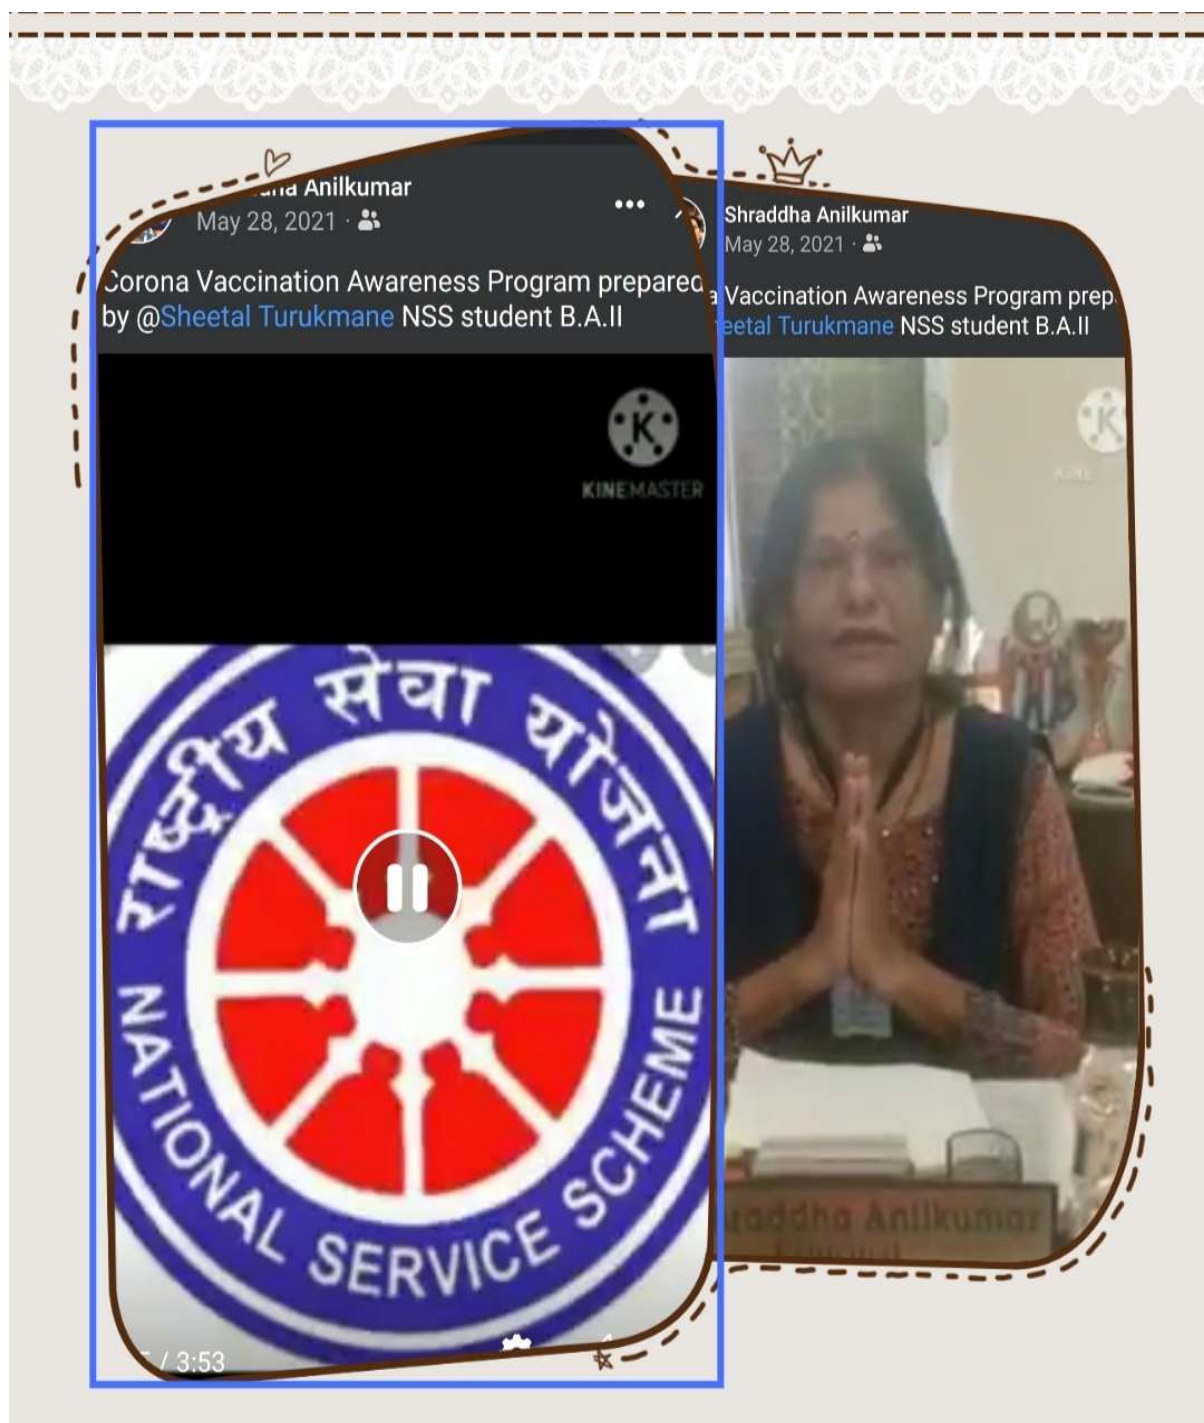 Anilkumar
May 28, 2021 ·
Corona Vaccination Awareness Program prepared
by @Sheetal Turukmane NSS student B.A.II
KINEMASTER
राष्ट्रीय सेवा योजना
NATIONAL SERVICE SCHEME
/ 3:53
Shraddha Anilkumar
May 28, 2021 ·
a Vaccination Awareness Program prep
eetal Turukmane NSS student B.A.II
K
KINE
raddha Anilkumar